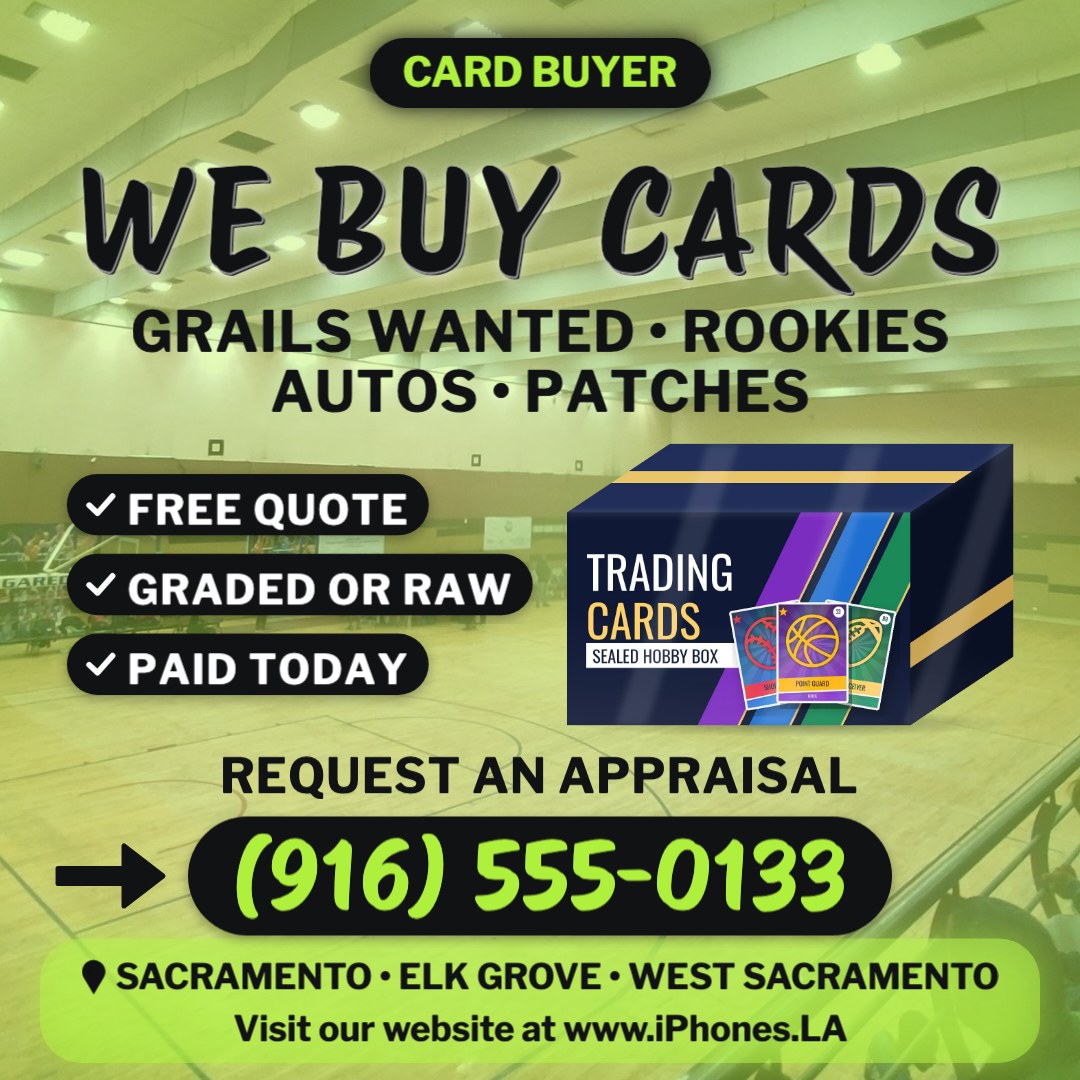 CARD BUYER
WE BUY CARDS
GRAILS WANTED • ROOKIES
AUTOS • PATCHES
FREE QUOTE
GRADED OR RAW
PAID TODAY
GARED
TRADING
CARDS
SEALED HOBBY BOX
POINT GUARD
REQUEST AN APPRAISAL
(916) 555-0133
SACRAMENTO • ELK GROVE • WEST SACRAMENTO
Visit our website at www.iPhones.LA